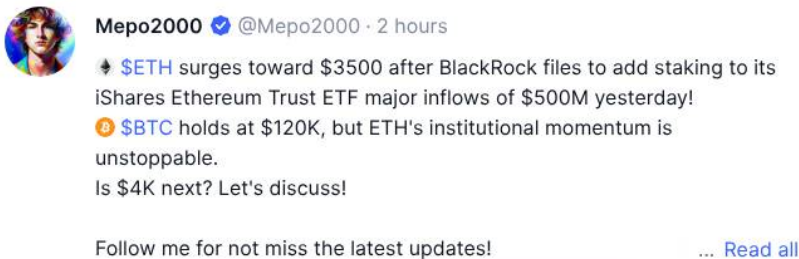 Mepo2000 @Mepo2000 · 2 hours
$ETH surges toward $3500 after BlackRock files to add staking to its
iShares Ethereum Trust ETF major inflows of $500M yesterday!
$BTC holds at $120K, but ETH's institutional momentum is
unstoppable.
Is $4K next? Let's discuss!
Follow me for not miss the latest updates! ... Read all